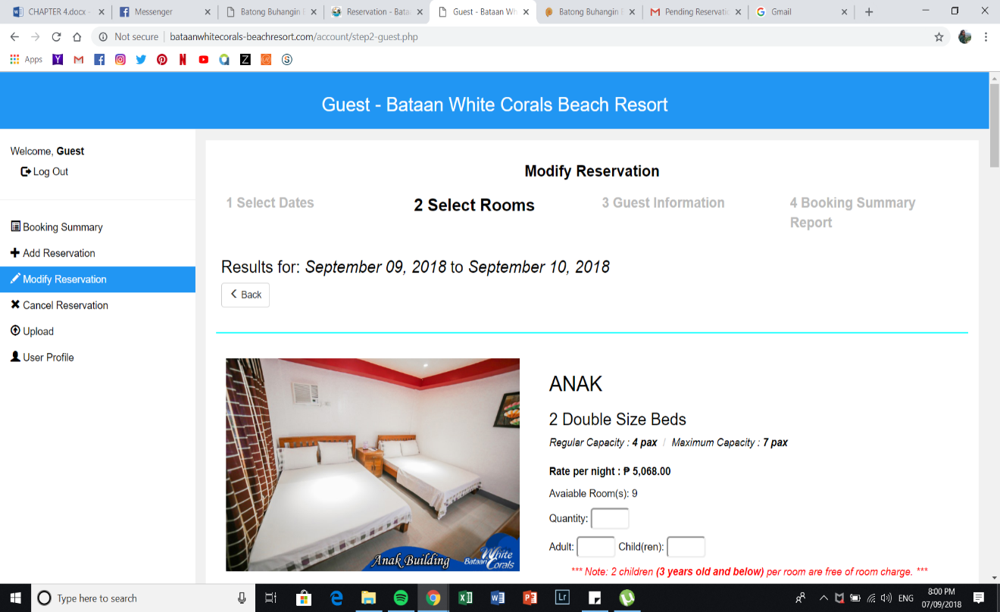 CHAPTER 4.docx -
Messenger
Batong Buhangin
Reservation - Bata
Guest - Bataan Wh
Batong Buhangin
Pending Reservatio
Gmail
Not secure | bataanwhitecorals-beachresort.com/account/step2-guest.php
Apps
Guest - Bataan White Corals Beach Resort
Welcome, Guest
Log Out
Booking Summary
Add Reservation
Modify Reservation
Cancel Reservation
Upload
User Profile
Modify Reservation
1 Select Dates
2 Select Rooms
3 Guest Information
4 Booking Summary
Report
Results for: September 09, 2018 to September 10, 2018
Back
Anak Building
Bataan White Corals
ANAK
2 Double Size Beds
Regular Capacity : 4 pax / Maximum Capacity : 7 pax
Rate per night : ₱ 5,068.00
Avaiable Room(s): 9
Quantity:
Adult: Child(ren):
*** Note: 2 children (3 years old and below) per room are free of room charge. ***
Type here to search
ENG
8:00 PM
07/09/2018